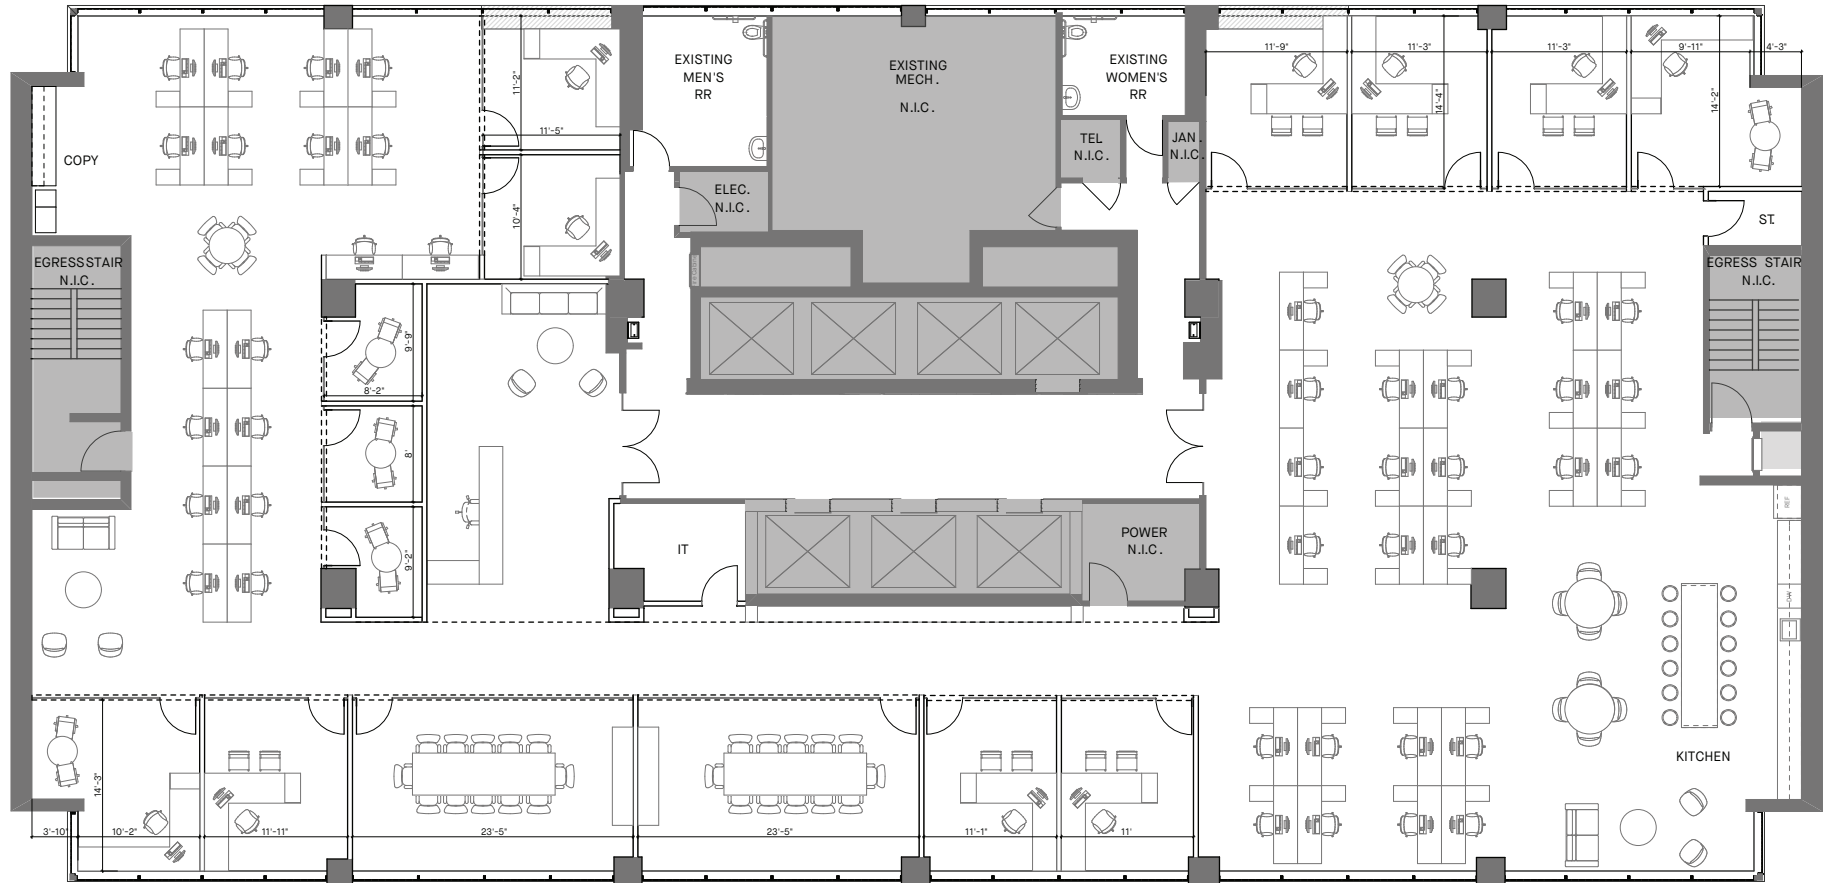 EXISTING
MEN'S
RR
EXISTING
MECH.
N.I.C.
EXISTING
WOMEN'S
RR
11'-9"
11'-3"
11'-3"
9'-11"
4'-3"
11'-2"
11'-5"
14'-4"
14'-2"
TEL
N.I.C.
JAN.
N.I.C.
COPY
ELEC.
N.I.C.
10'-4"
ST.
EGRESS STAIR
N.I.C.
EGRESS STAIR
N.I.C.
9'-9"
8'-2"
8'
9'-2"
IT
POWER
N.I.C.
REF
DW
KITCHEN
14'-3"
3'-10"
10'-2"
11'-11"
23'-5"
23'-5"
11'-1"
11'